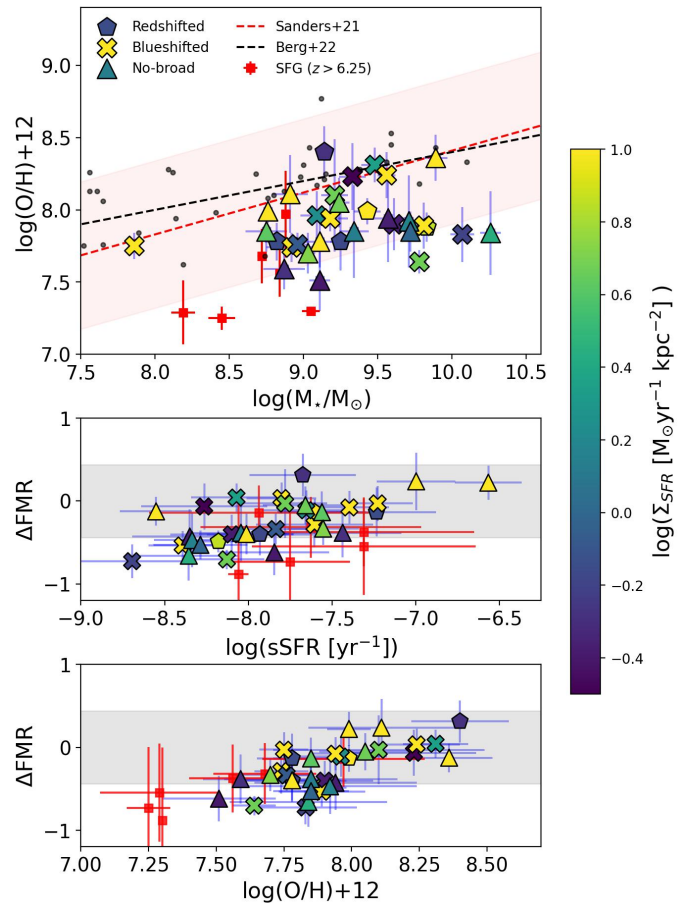 Redshifted
Blueshifted
No-broad
Sanders+21
Berg+22
SFG (z > 6.25)
9.0
8.5
8.0
7.5
7.0
log(O/H)+12
7.5 8.0 8.5 9.0 9.5 10.0 10.5
log(M⋆/M⊙)
1
0
−1
ΔFMR
−9.0 −8.5 −8.0 −7.5 −7.0 −6.5
log(sSFR [yr⁻¹])
1
0
−1
ΔFMR
7.00 7.25 7.50 7.75 8.00 8.25 8.50
log(O/H)+12
1.0
0.8
0.6
0.4
0.2
0.0
−0.2
−0.4
log(Σ_SFR [M⊙yr⁻¹ kpc⁻²] )